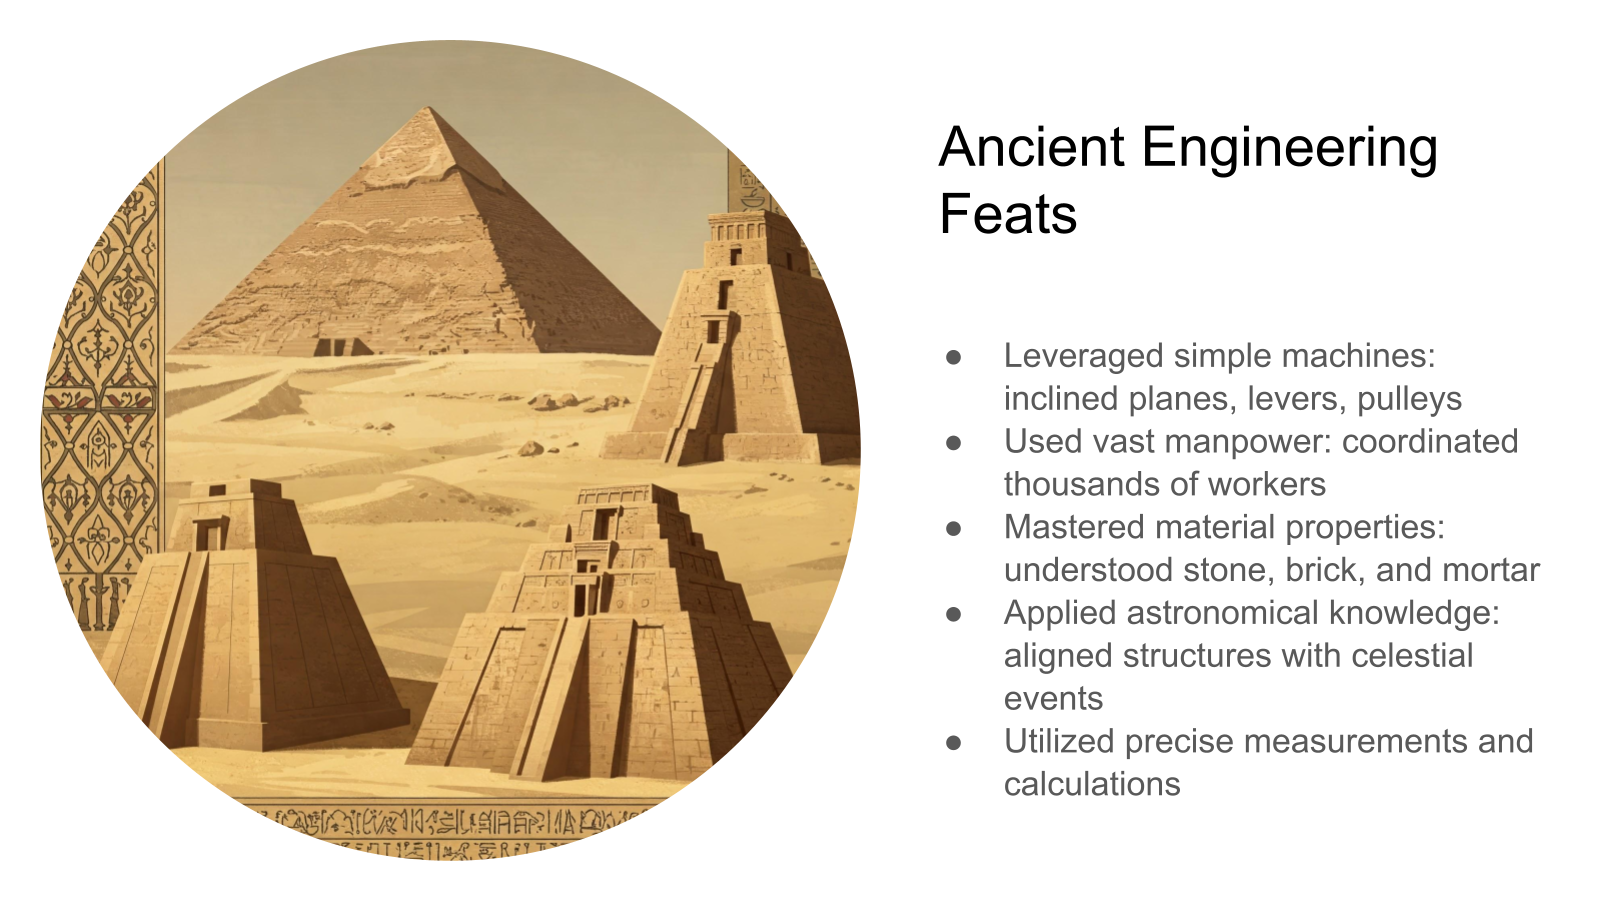 Ancient Engineering
Feats
● Leveraged simple machines:
inclined planes, levers, pulleys
● Used vast manpower: coordinated
thousands of workers
● Mastered material properties:
understood stone, brick, and mortar
● Applied astronomical knowledge:
aligned structures with celestial
events
● Utilized precise measurements and
calculations